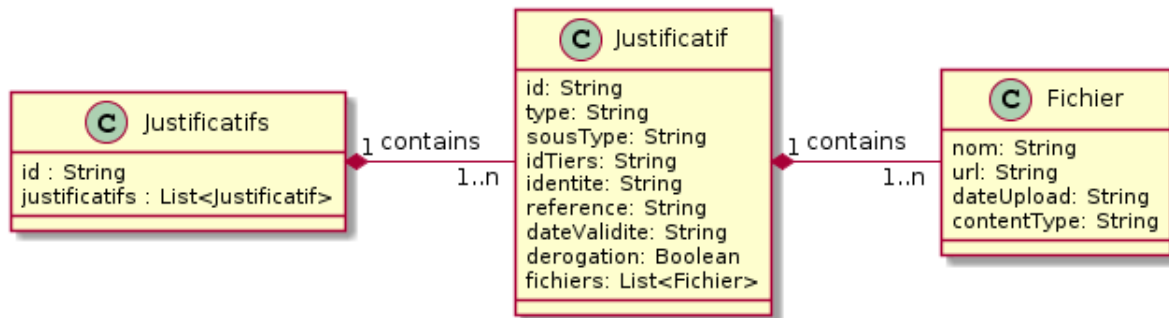 C Justificatifs
id : String
justificatifs : List<Justificatif>
1 contains
1..n
C Justificatif
id: String
type: String
sousType: String
idTiers: String
identite: String
reference: String
dateValidite: String
derogation: Boolean
fichiers: List<Fichier>
1 contains
1..n
C Fichier
nom: String
url: String
dateUpload: String
contentType: String